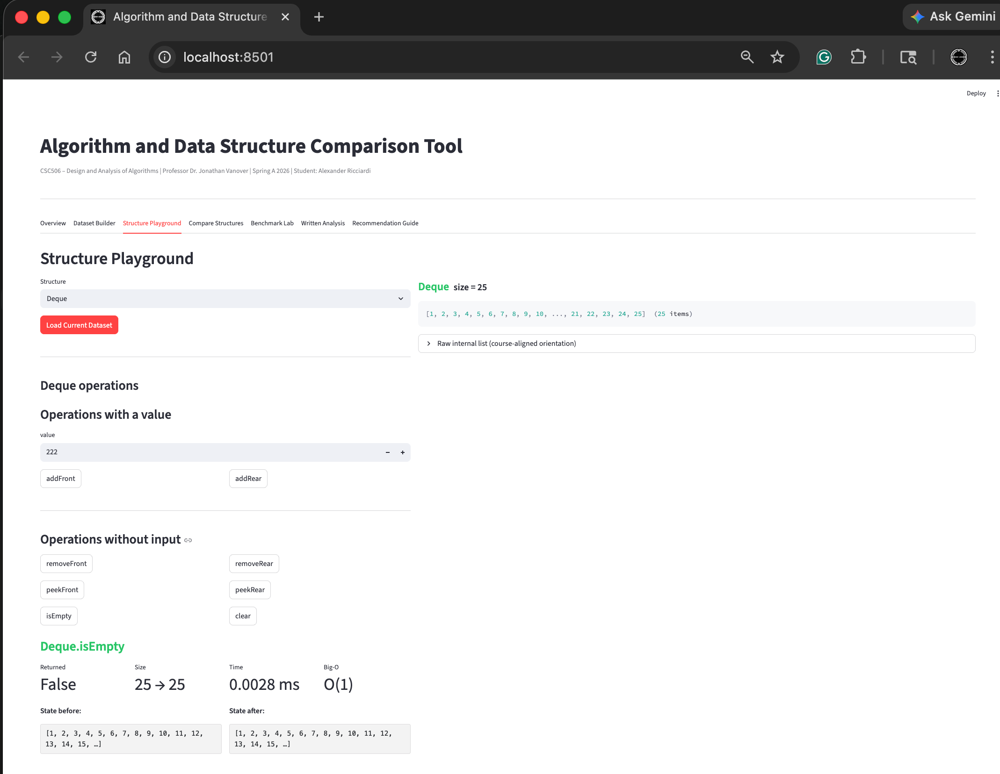 Algorithm and Data Structure
Ask Gemini
localhost:8501
Deploy
Algorithm and Data Structure Comparison Tool
CSC506 – Design and Analysis of Algorithms | Professor Dr. Jonathan Vanover | Spring A 2026 | Student: Alexander Ricciardi
Overview Dataset Builder Structure Playground Compare Structures Benchmark Lab Written Analysis Recommendation Guide
Structure Playground
Structure
Deque
Load Current Dataset
Deque size = 25
[1, 2, 3, 4, 5, 6, 7, 8, 9, 10, ..., 21, 22, 23, 24, 25] (25 items)
Raw internal list (course-aligned orientation)
Deque operations
Operations with a value
value
222 − +
addFront addRear
Operations without input
removeFront removeRear
peekFront peekRear
isEmpty clear
Deque.isEmpty
Returned Size Time Big-O
False 25 → 25 0.0028 ms O(1)
State before: State after:
[1, 2, 3, 4, 5, 6, 7, 8, 9, 10, 11, 12,
13, 14, 15, …]
[1, 2, 3, 4, 5, 6, 7, 8, 9, 10, 11, 12,
13, 14, 15, …]